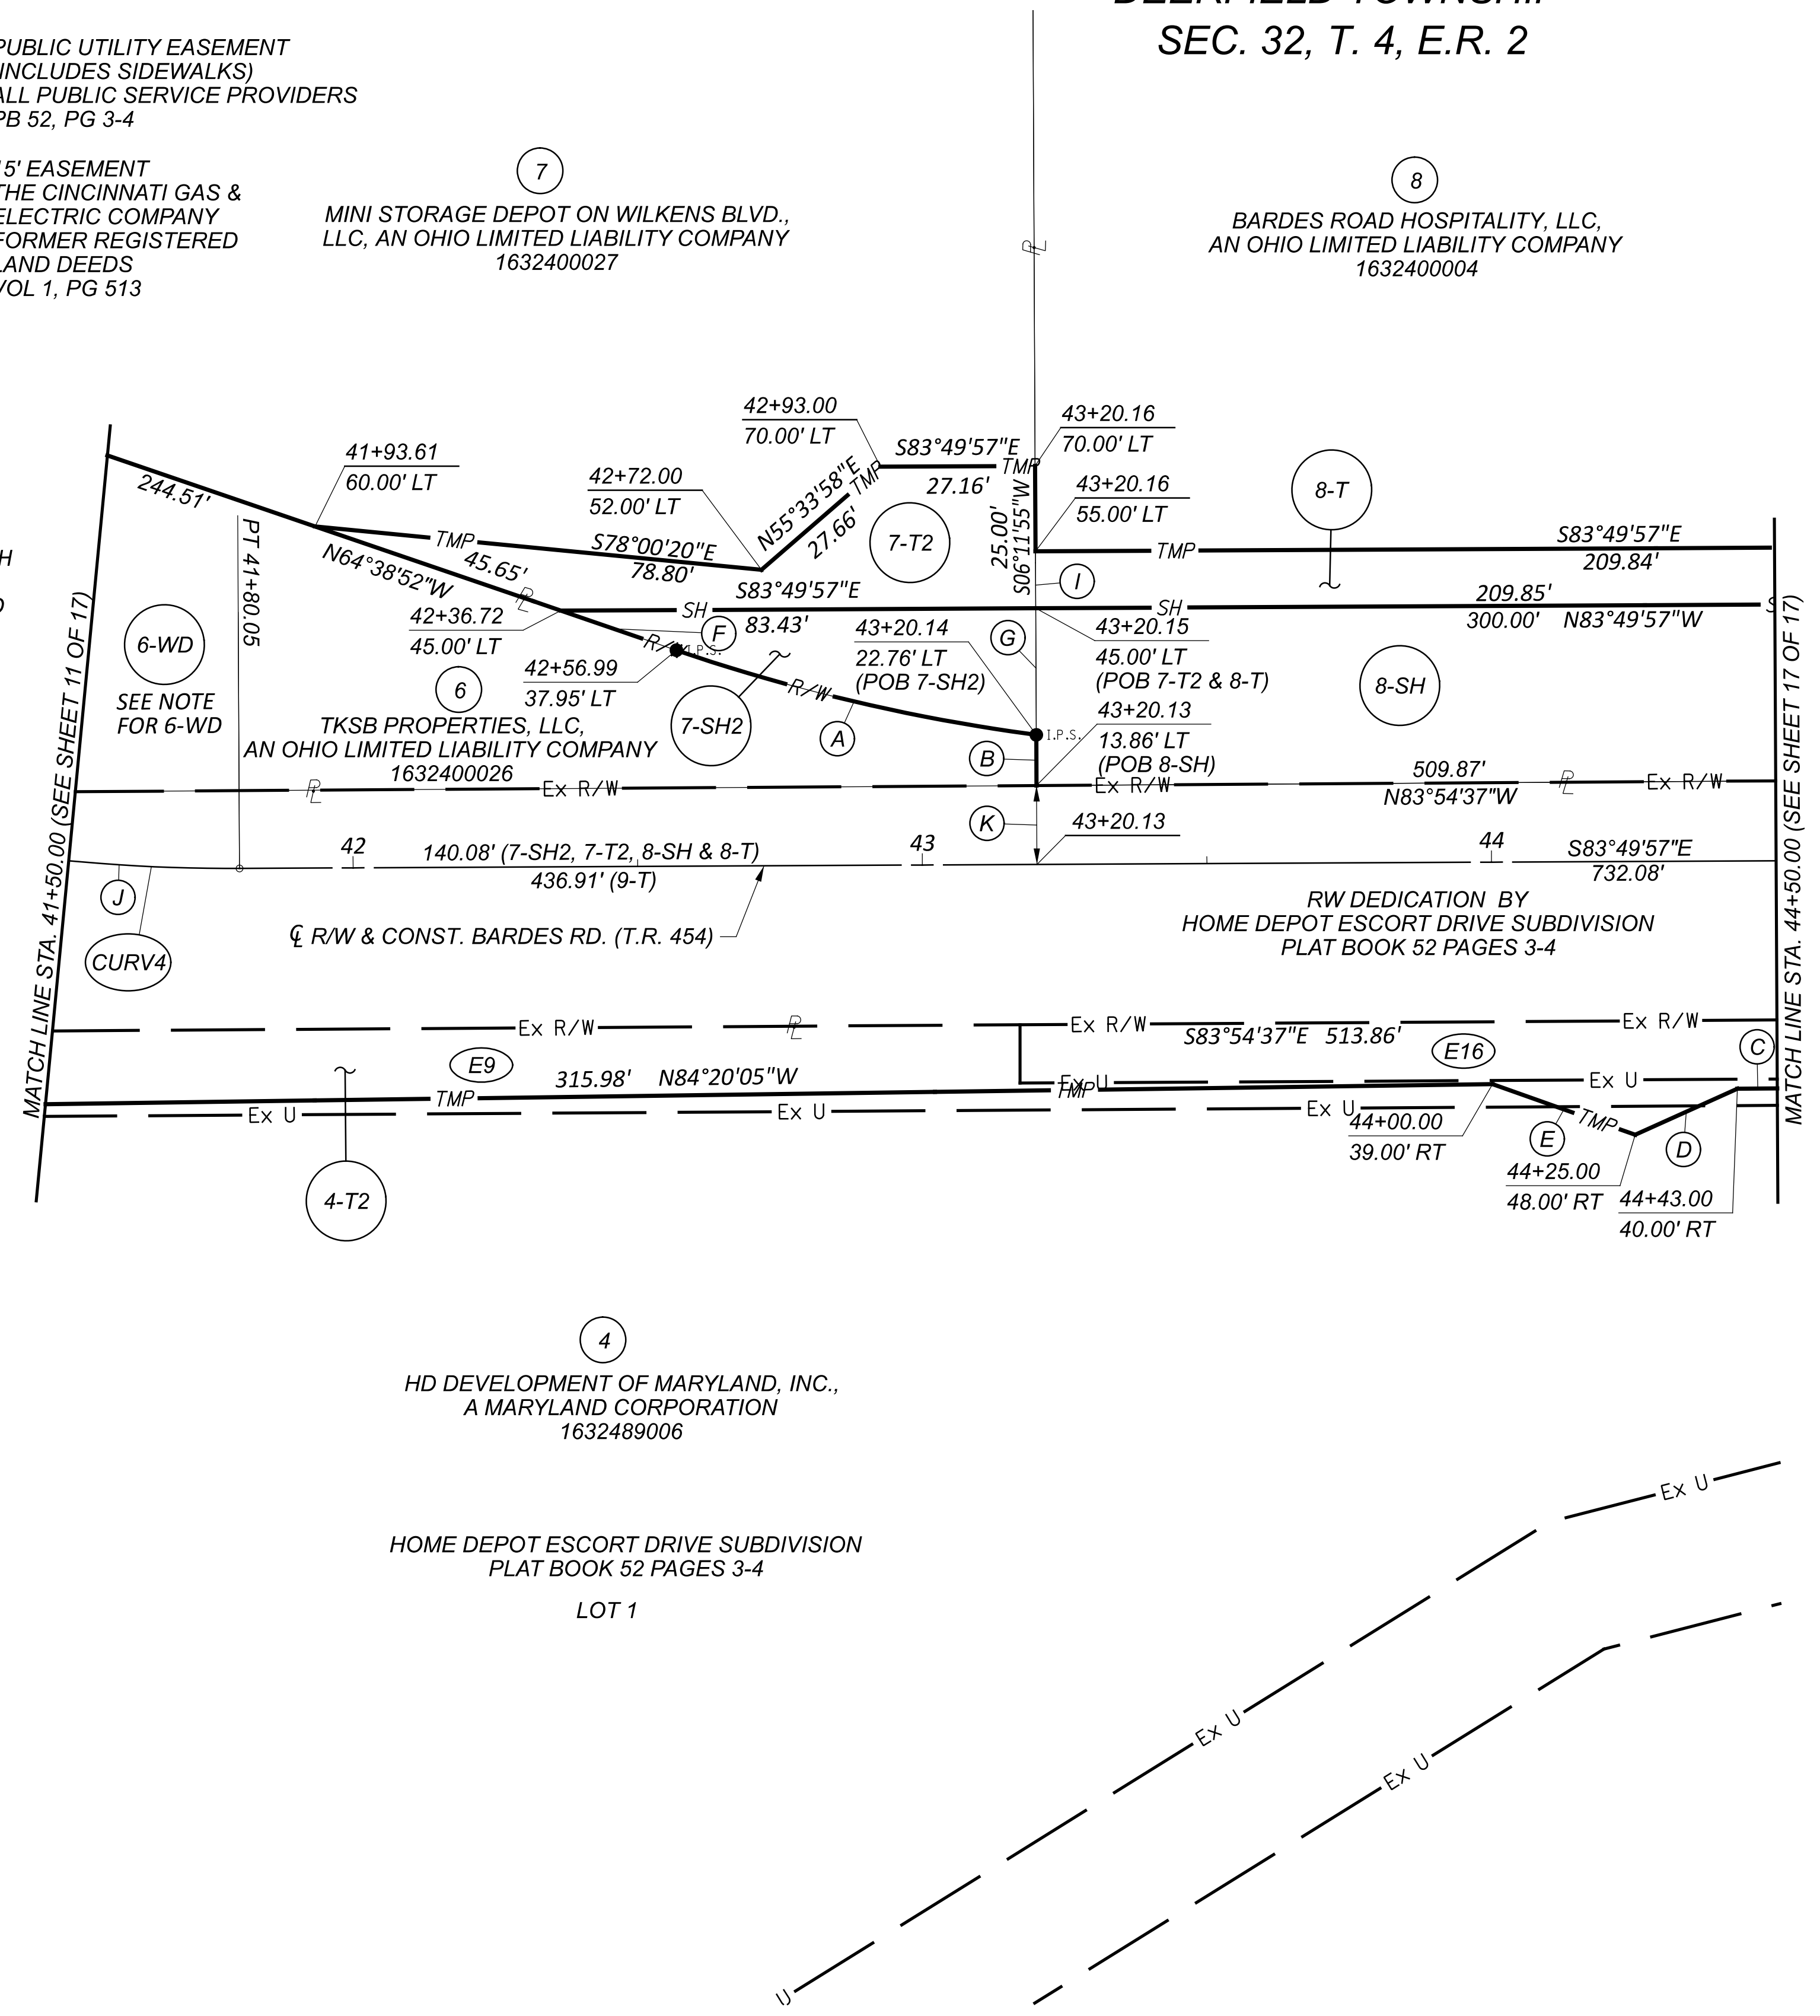 SEC. 32, T. 4, E.R. 2
PUBLIC UTILITY EASEMENT
INCLUDES SIDEWALKS)
ALL PUBLIC SERVICE PROVIDERS
PB 52, PG 3-4
5' EASEMENT
THE CINCINNATI GAS &
ELECTRIC COMPANY
FORMER REGISTERED
LAND DEEDS
VOL 1, PG 513
7
MINI STORAGE DEPOT ON WILKENS BLVD.,
LLC, AN OHIO LIMITED LIABILITY COMPANY
1632400027
8
BARDES ROAD HOSPITALITY, LLC,
AN OHIO LIMITED LIABILITY COMPANY
1632400004
PL
42+93.00
70.00' LT
S83°49'57"E
TMP
27.16'
43+20.16
70.00' LT
41+93.61
60.00' LT
42+72.00
52.00' LT
N55°33'58"E
TMP
27.66'
7-T2
43+20.16
55.00' LT
8-T
244.51'
TMP
S78°00'20"E
78.80'
25.00'
S06°11'55"W
TMP
S83°49'57"E
209.84'
H
PT 41+80.05
N64°38'52"W
45.65'
PL
I
S83°49'57"E
SH
83.43'
SH
209.85'
300.00' N83°49'57"W
S
6-WD
SEE NOTE
FOR 6-WD
42+36.72
45.00' LT
F
R/W
I.P.S.
43+20.14
22.76' LT
(POB 7-SH2)
G
43+20.15
45.00' LT
(POB 7-T2 & 8-T)
42+56.99
37.95' LT
R/W
A
7-SH2
8-SH
6
TKSB PROPERTIES, LLC,
AN OHIO LIMITED LIABILITY COMPANY
1632400026
I.P.S.
43+20.13
13.86' LT
(POB 8-SH)
B
PL
Ex R/W
Ex R/W
509.87'
N83°54'37"W
PL
Ex R/W
K
43+20.13
42
43
44
140.08' (7-SH2, 7-T2, 8-SH & 8-T)
436.91' (9-T)
S83°49'57"E
732.08'
J
CURV4
CL R/W & CONST. BARDES RD. (T.R. 454)
RW DEDICATION BY
HOME DEPOT ESCORT DRIVE SUBDIVISION
PLAT BOOK 52 PAGES 3-4
MATCH LINE STA. 41+50.00 (SEE SHEET 11 OF 17)
MATCH LINE STA. 44+50.00 (SEE SHEET 17 OF 17)
Ex R/W
PL
Ex R/W
S83°54'37"E 513.86'
Ex R/W
E9
E16
C
315.98' N84°20'05"W
TMP
Ex U
TMP
Ex U
Ex U
Ex U
Ex U
44+00.00
39.00' RT
E
TMP
D
44+25.00
48.00' RT
44+43.00
40.00' RT
4-T2
4
HD DEVELOPMENT OF MARYLAND, INC.,
A MARYLAND CORPORATION
1632489006
HOME DEPOT ESCORT DRIVE SUBDIVISION
PLAT BOOK 52 PAGES 3-4
LOT 1
Ex U
Ex U
Ex U
U